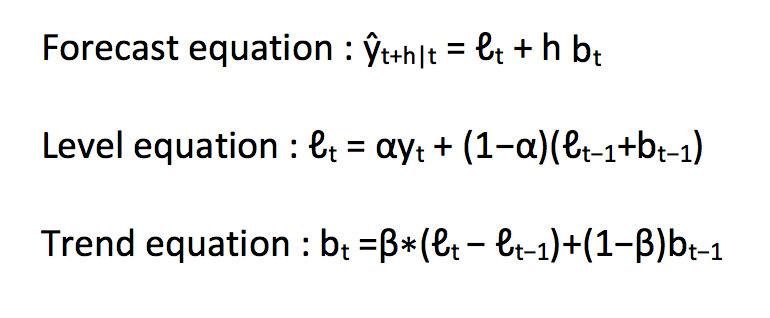 Forecast equation : ŷt+h|t = ℓt + h bt
Level equation : ℓt = αyt + (1−α)(ℓt−1+bt−1)
Trend equation : bt =β*(ℓt − ℓt−1)+(1−β)bt−1